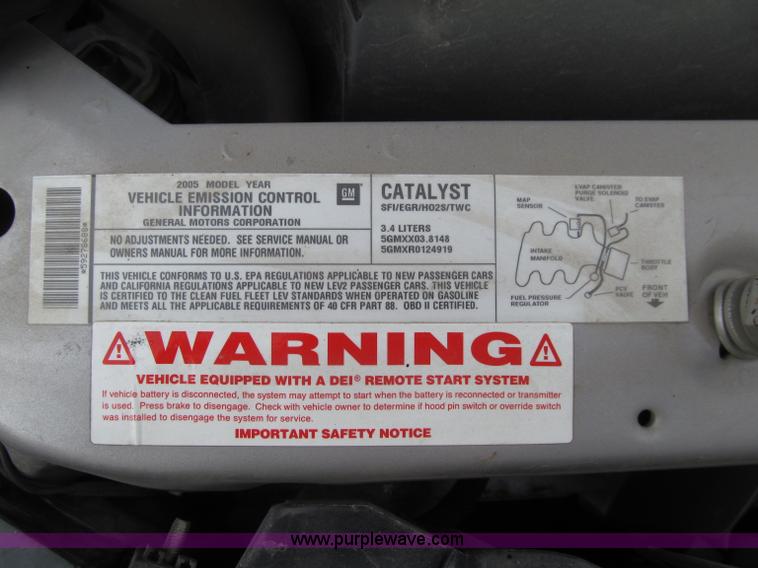 *59275688*
2005 MODEL YEAR
VEHICLE EMISSION CONTROL
INFORMATION
GENERAL MOTORS CORPORATION
GM
CATALYST
SFI/EGR/HO2S/TWC
3.4 LITERS
5GMXX03.8148
5GMXR0124919
NO ADJUSTMENTS NEEDED. SEE SERVICE MANUAL OR
OWNERS MANUAL FOR MORE INFORMATION.
THIS VEHICLE CONFORMS TO U.S. EPA REGULATIONS APPLICABLE TO NEW PASSENGER CARS
AND CALIFORNIA REGULATIONS APPLICABLE TO NEW LEV2 PASSENGER CARS. THIS VEHICLE
IS CERTIFIED TO THE CLEAN FUEL FLEET LEV STANDARDS WHEN OPERATED ON GASOLINE
AND MEETS ALL THE APPLICABLE REQUIREMENTS OF 40 CFR PART 88. OBD II CERTIFIED.
MAP
SENSOR
EVAP CANISTER
PURGE SOLENOID
VALVE
TO EVAP
CANISTER
INTAKE
MANIFOLD
THROTTLE
BODY
FUEL PRESSURE
REGULATOR
PCV
VALVE
FRONT
OF VEH
WARNING
VEHICLE EQUIPPED WITH A DEI® REMOTE START SYSTEM
If vehicle battery is disconnected, the system may attempt to start when the battery is reconnected or transmitter
is used. Press brake to disengage. Check with vehicle owner to determine if hood pin switch or override switch
was installed to disengage the system for service.
IMPORTANT SAFETY NOTICE
www.purplewave.com